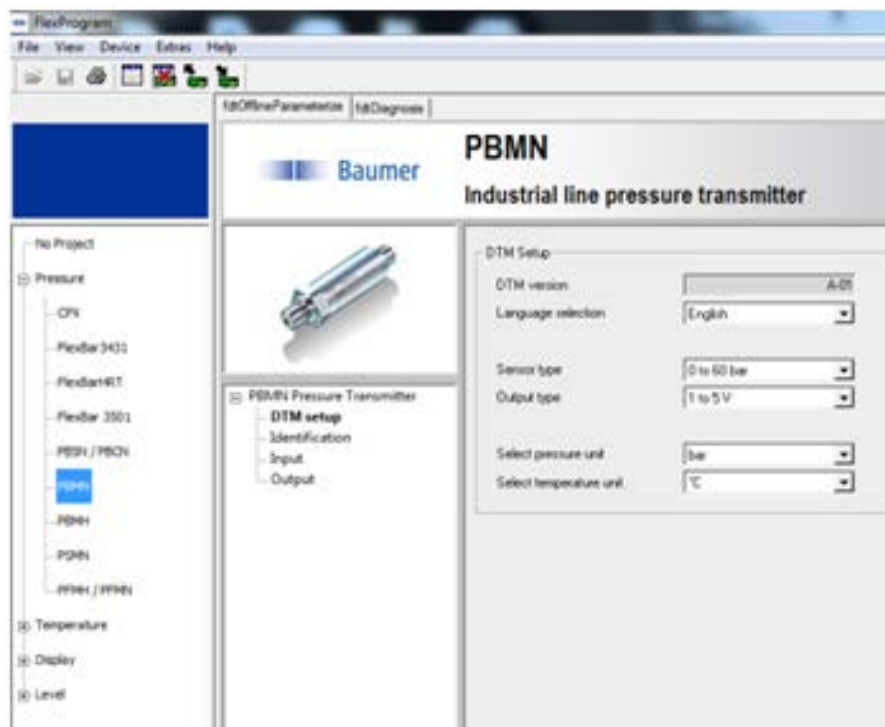 FlexProgram
File View Device Extras Help
fdtOfflineParameterize fdtDiagnosis
Baumer
PBMN
Industrial line pressure transmitter
No Project
Pressure
CPX
FlexBar3431
FlexBarHRT
FlexBar 3501
PBSN / PBCN
PBMN
PBMH
PSMN
PFMH / PFMN
Temperature
Display
Level
PBMN Pressure Transmitter
DTM setup
Identification
Input
Output
DTM Setup
DTM version A-01
Language selection English
Sensor type 0 to 60 bar
Output type 1 to 5 V
Select pressure unit bar
Select temperature unit °C